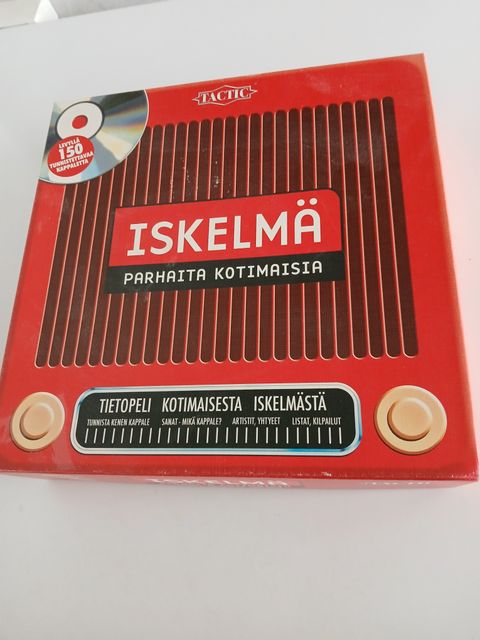 TACTIC
LEVYLLÄ
150
TUNNISTETTAVAA
KAPPALETTA
ISKELMÄ
PARHAITA KOTIMAISIA
TIETOPELI KOTIMAISESTA ISKELMÄSTÄ
TUNNISTA KENEN KAPPALE SANAT - MIKÄ KAPPALE? ARTISTIT, YHTYEET LISTAT, KILPAILUT
ISKELMÄ